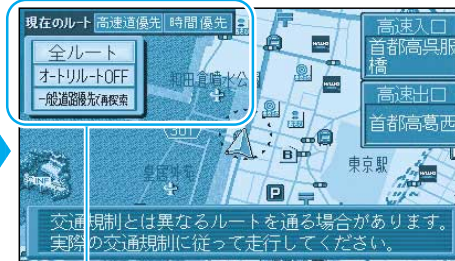 現在のルート 高速道優先 時間優先
全ルート
オートリルートOFF
一般道路優先で再探索
和田倉噴水公
高速入口
首都高呉服
橋
高速出口
首都高葛西
301
皇居外苑
東京駅
P
交通規制とは異なるルートを通る場合があります。
実際の交通規制に従って走行してください。